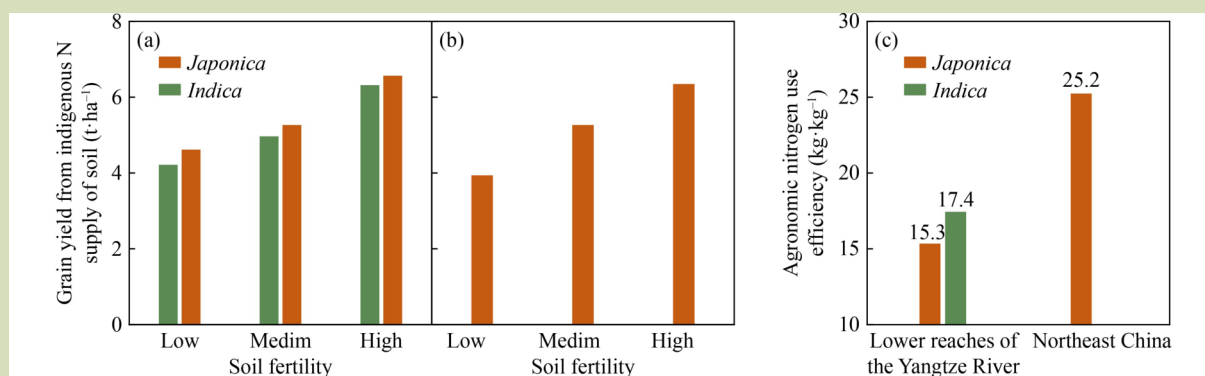 Grain yield from indigenous N
supply of soil (t·ha⁻¹)
8
6
4
2
0
(a)
Japonica
Indica
Low Medim High
Soil fertility
(b)
Low Medim High
Soil fertility
Agronomic nitrogen use
efficiency (kg·kg⁻¹)
30
25
20
15
10
(c)
Japonica
Indica
15.3
17.4
25.2
Lower reaches of
the Yangtze River
Northeast China